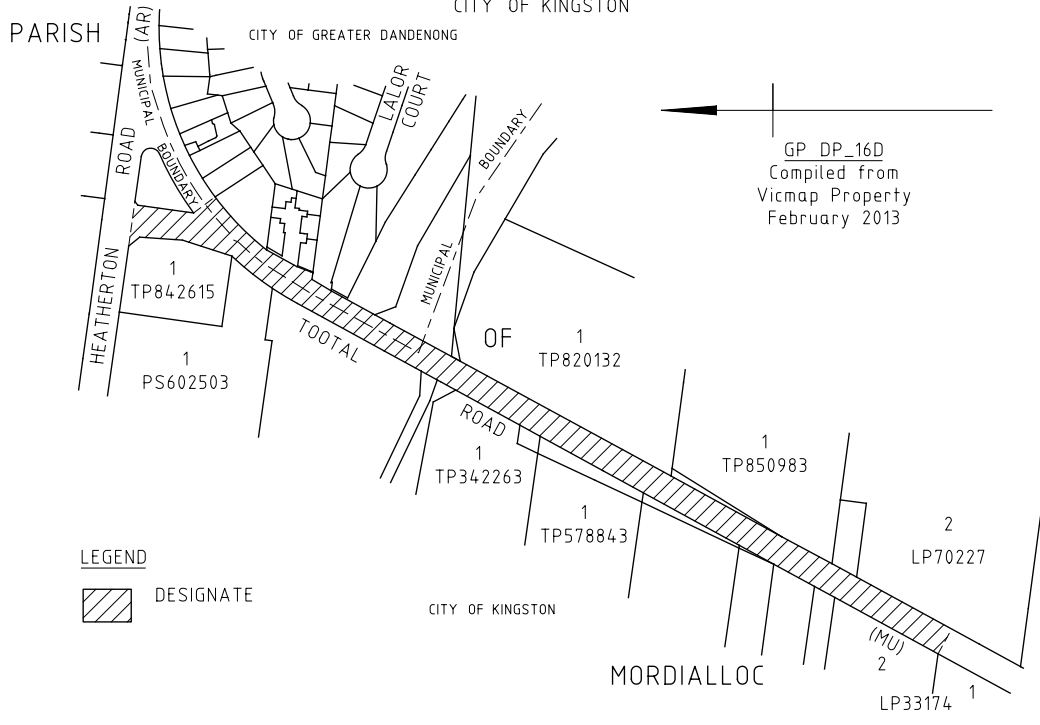 CITY OF KINGSTON
PARISH
(AR)
CITY OF GREATER DANDENONG
MUNICIPAL
BOUNDARY
LALOR
COURT
ROAD
HEATHERTON
BOUNDARY
MUNICIPAL
GP DP_16D
Compiled from
Vicmap Property
February 2013
1
TP842615
1
PS602503
TOOTAL
OF
1
TP820132
ROAD
1
TP342263
1
TP850983
1
TP578843
2
LP70227
LEGEND
DESIGNATE
CITY OF KINGSTON
(MU)
2
MORDIALLOC
LP33174
1